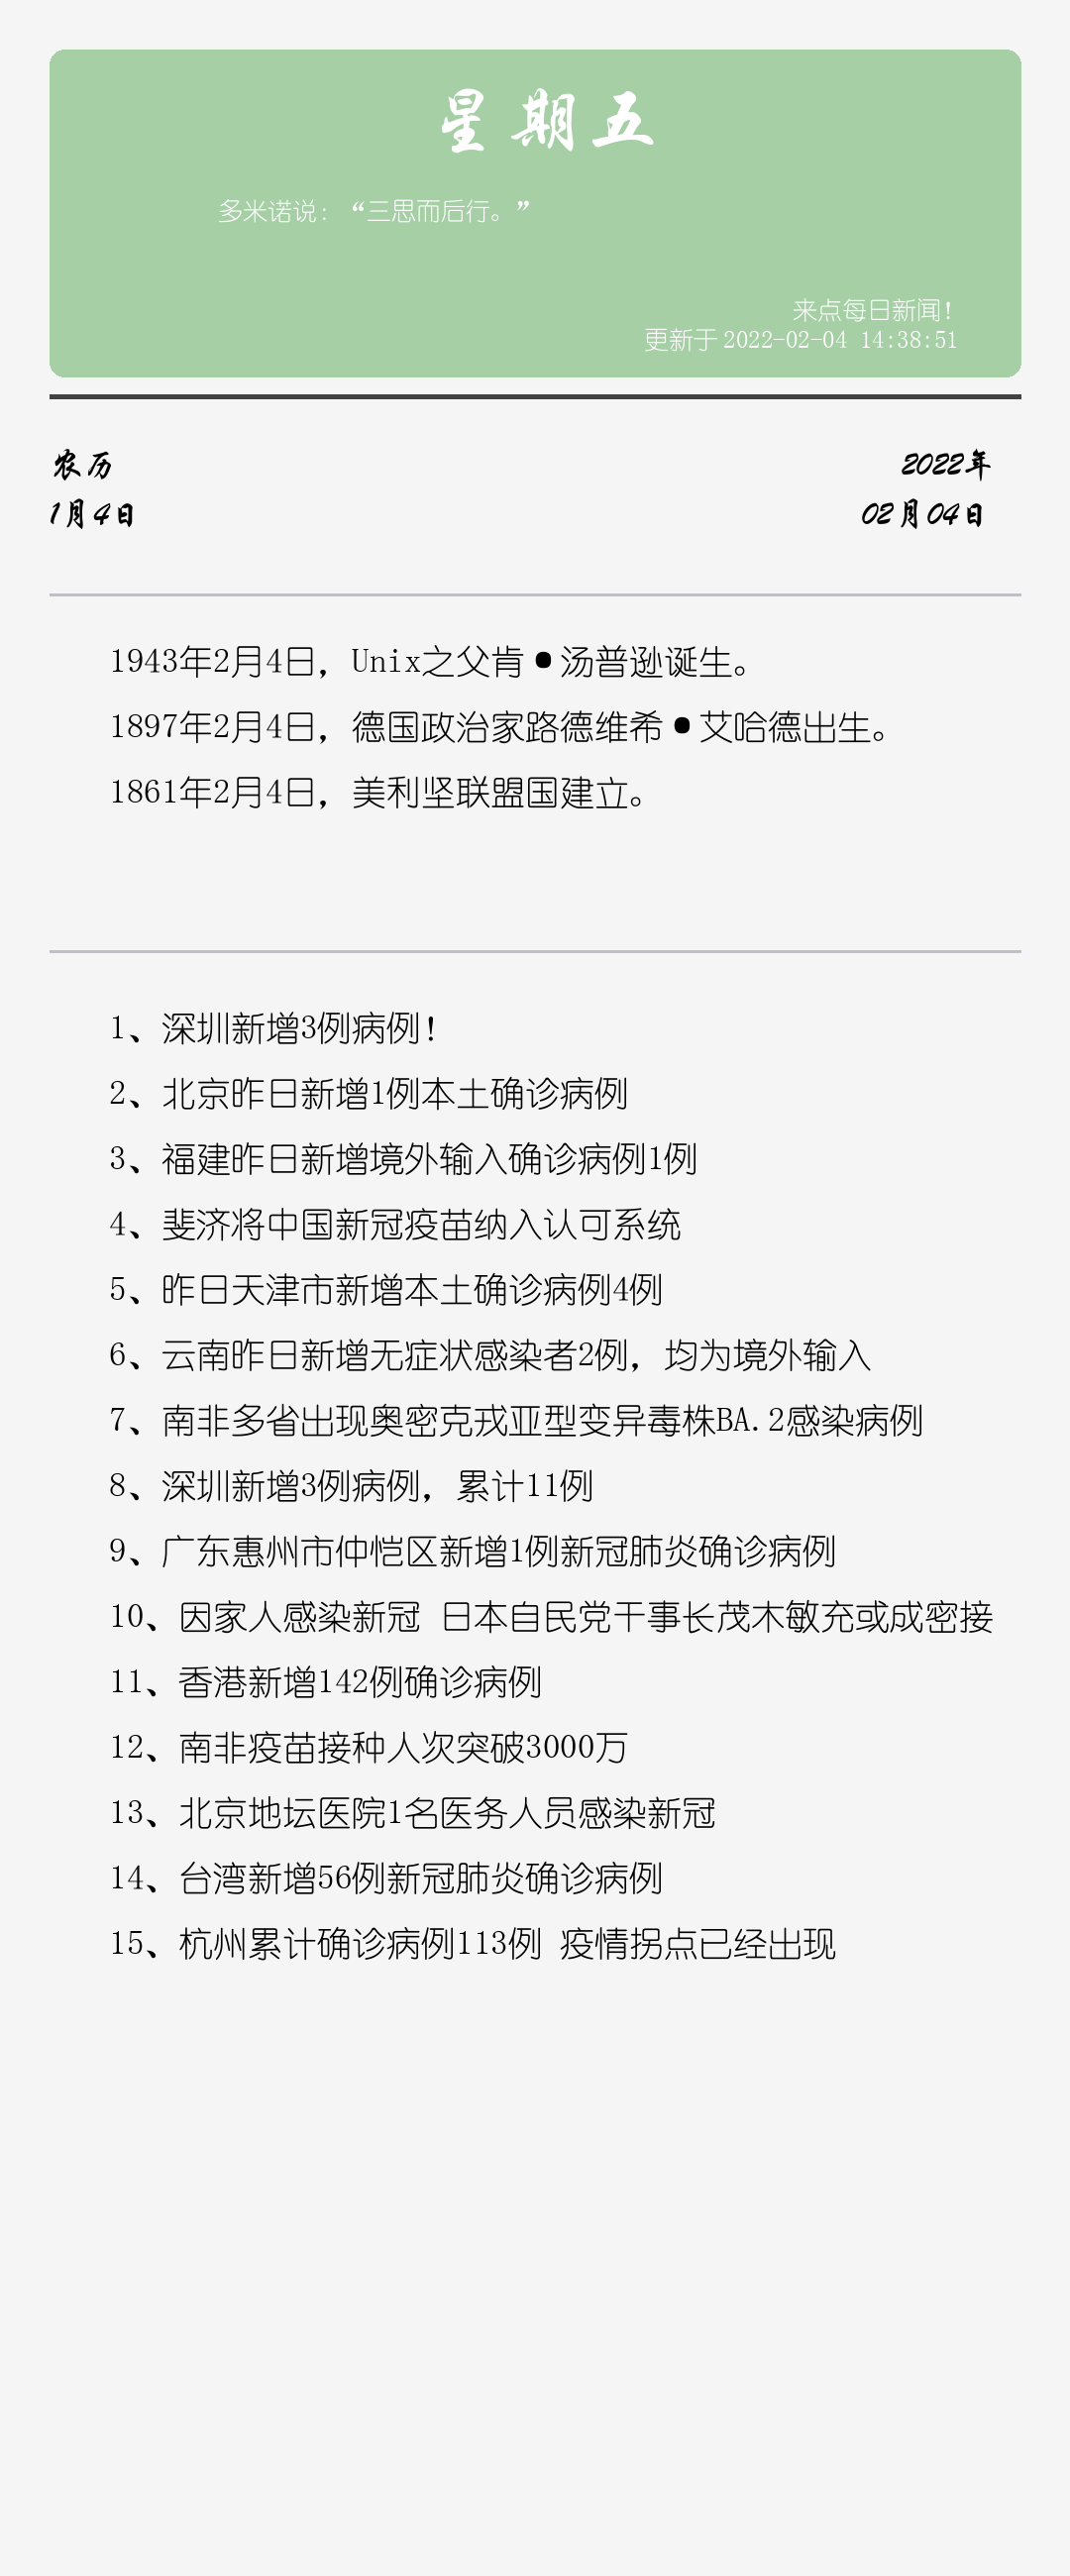 星期五
多米诺说：“三思而后行。”
来点每日新闻！
更新于 2022-02-04 14:38:51
农历
2022年
1月4日
02月04日
1943年2月4日，Unix之父肯•汤普逊诞生。
1897年2月4日，德国政治家路德维希•艾哈德出生。
1861年2月4日，美利坚联盟国建立。
1、深圳新增3例病例！
2、北京昨日新增1例本土确诊病例
3、福建昨日新增境外输入确诊病例1例
4、斐济将中国新冠疫苗纳入认可系统
5、昨日天津市新增本土确诊病例4例
6、云南昨日新增无症状感染者2例，均为境外输入
7、南非多省出现奥密克戎亚型变异毒株BA.2感染病例
8、深圳新增3例病例，累计11例
9、广东惠州市仲恺区新增1例新冠肺炎确诊病例
10、因家人感染新冠 日本自民党干事长茂木敏充或成密接
11、香港新增142例确诊病例
12、南非疫苗接种人次突破3000万
13、北京地坛医院1名医务人员感染新冠
14、台湾新增56例新冠肺炎确诊病例
15、杭州累计确诊病例113例 疫情拐点已经出现